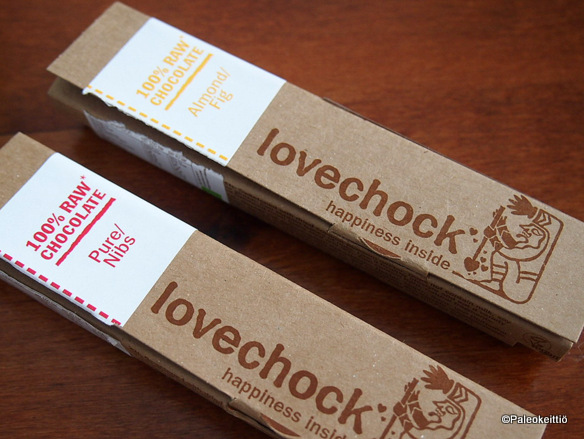 100% RAW*
CHOCOLATE
Almond/
Fig
lovechock
happiness inside
100% RAW*
CHOCOLATE
Pure/
Nibs
lovechock
happiness inside
©Paleokeittiö